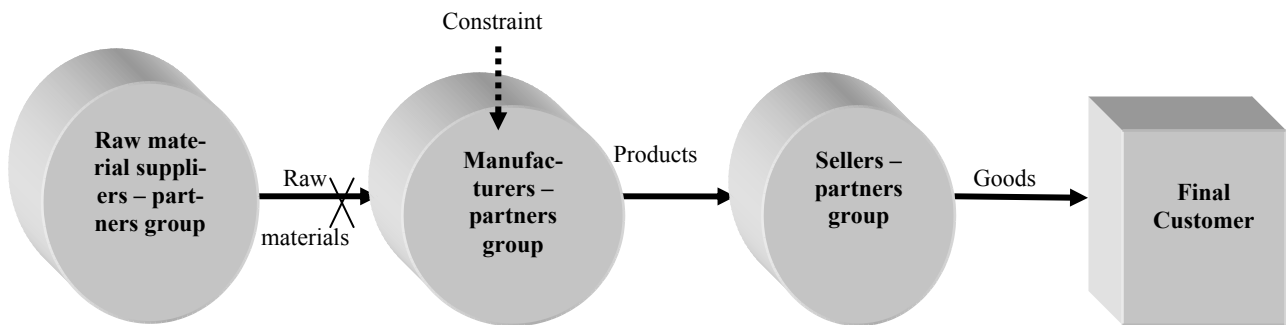 Constraint
Raw mate-
rial suppli-
ers – part-
ners group
Raw
materials
Manufac-
turers –
partners
group
Products
Sellers –
partners
group
Goods
Final
Customer